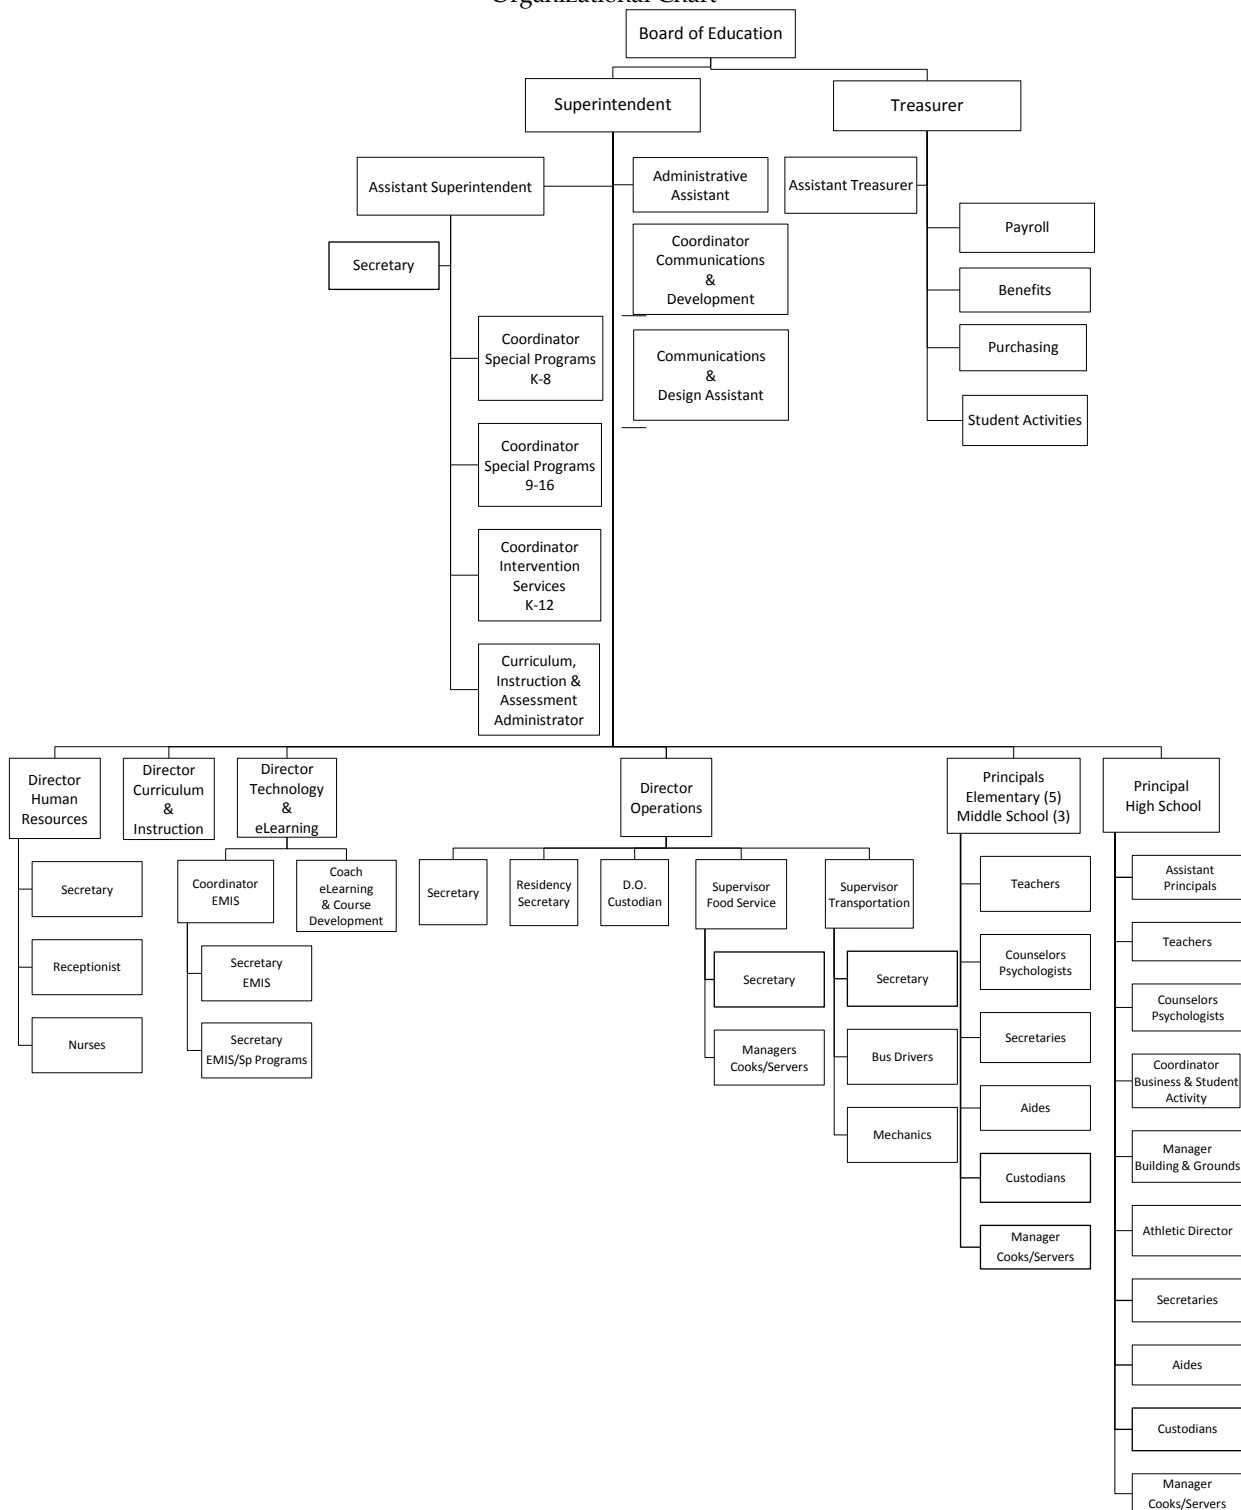 Organizational Chart
Board of Education
Superintendent
Treasurer
Assistant Superintendent
Administrative
Assistant
Assistant Treasurer
Secretary
Coordinator
Communications
&
Development
Payroll
Benefits
Coordinator
Special Programs
K-8
Communications
&
Design Assistant
Purchasing
Student Activities
Coordinator
Special Programs
9-16
Coordinator
Intervention
Services
K-12
Curriculum,
Instruction &
Assessment
Administrator
Director
Human
Resources
Director
Curriculum
&
Instruction
Director
Technology
&
eLearning
Director
Operations
Principals
Elementary (5)
Middle School (3)
Principal
High School
Secretary
Receptionist
Nurses
Coordinator
EMIS
Coach
eLearning
& Course
Development
Secretary
EMIS
Secretary
EMIS/Sp Programs
Secretary
Residency
Secretary
D.O.
Custodian
Supervisor
Food Service
Supervisor
Transportation
Secretary
Managers
Cooks/Servers
Secretary
Bus Drivers
Mechanics
Teachers
Counselors
Psychologists
Secretaries
Aides
Custodians
Manager
Cooks/Servers
Assistant
Principals
Teachers
Counselors
Psychologists
Coordinator
Business & Student
Activity
Manager
Building & Grounds
Athletic Director
Secretaries
Aides
Custodians
Manager
Cooks/Servers